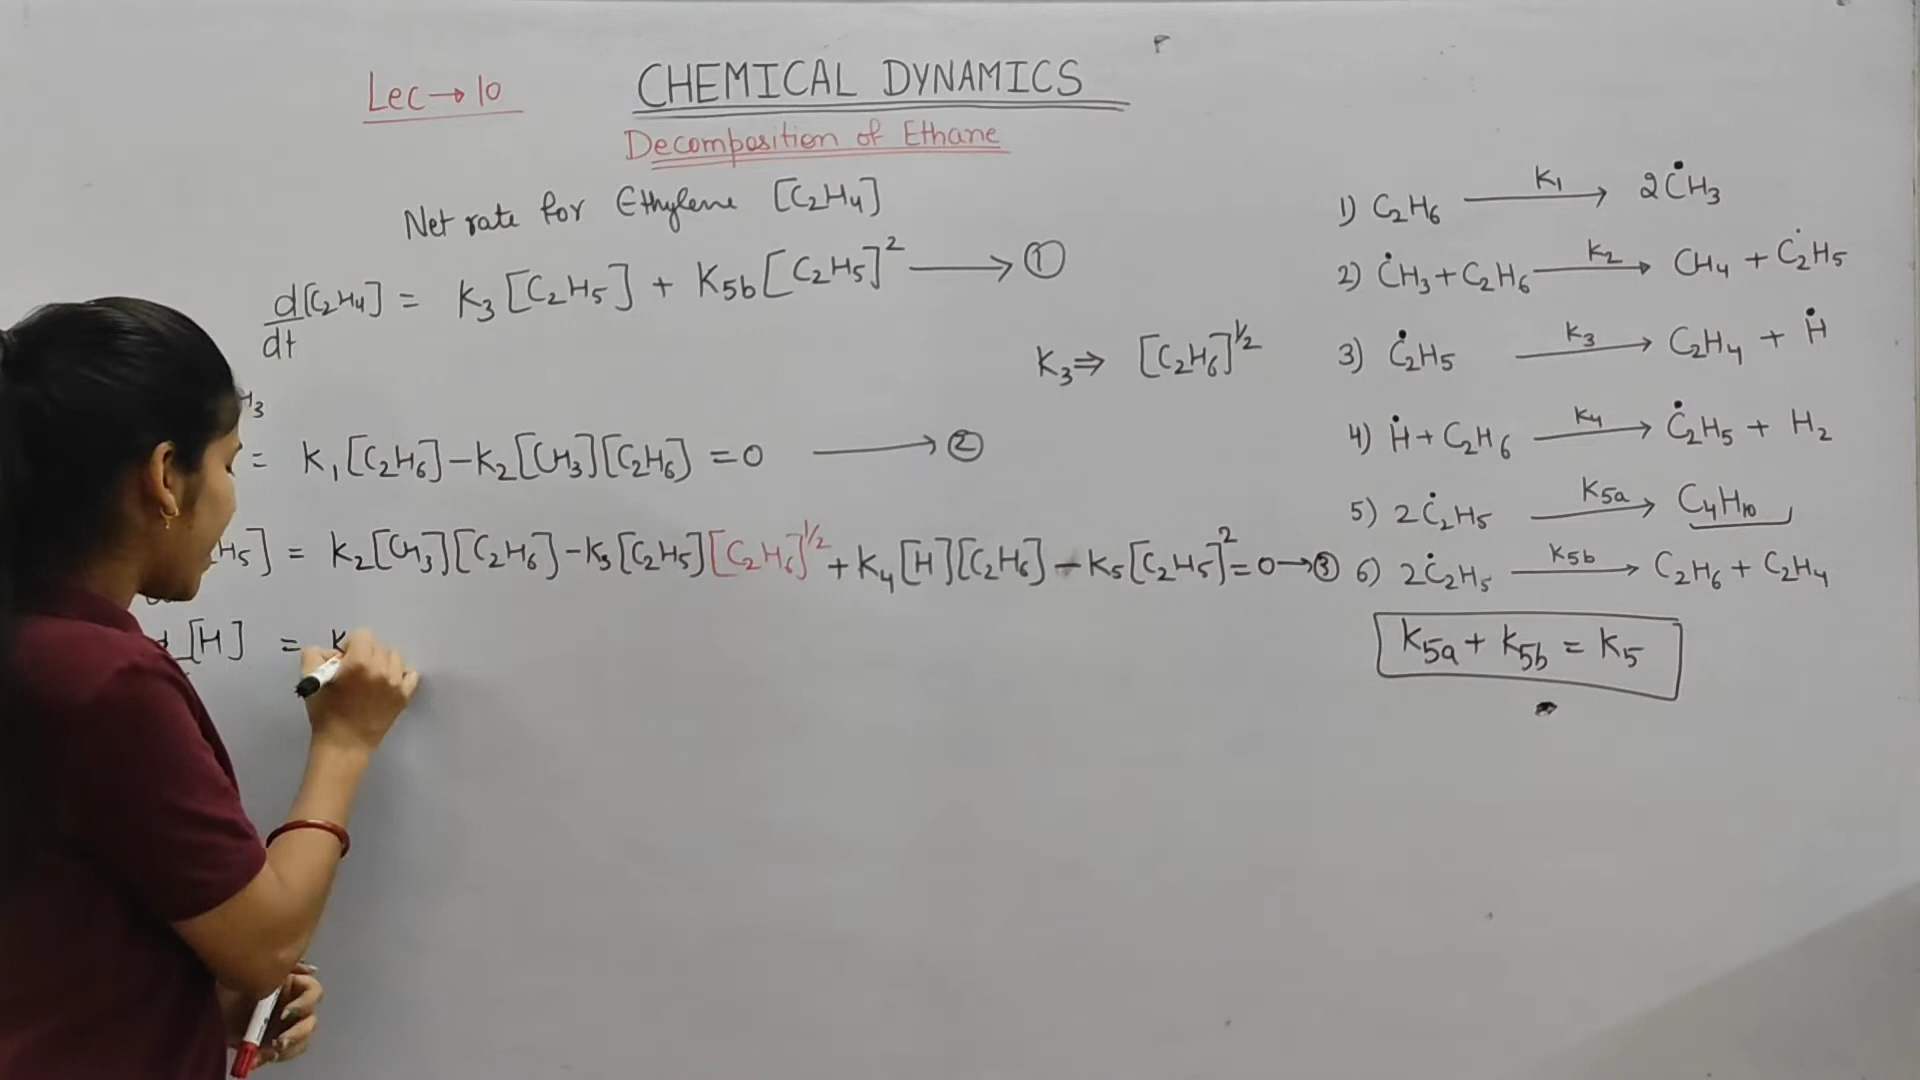 Lec → 10
CHEMICAL DYNAMICS
Decomposition of Ethane
Net rate for Ethylene [C2H4]
d[C2H4]/dt = K3[C2H5] + K5b[C2H5]² → ①
K3 ⇒ [C2H6]^1/2
H3
= K1[C2H6] − K2[CH3][C2H6] = 0 → ②
H5] = K2[CH3][C2H6] − K3[C2H5][C2H6]^1/2 + K4[H][C2H6] − K5[C2H5]² = 0 → ③
[H] = K
1) C2H6 —K1→ 2ĊH3
2) ĊH3 + C2H6 —K2→ CH4 + Ċ2H5
3) Ċ2H5 —K3→ C2H4 + Ḣ
4) Ḣ + C2H6 —K4→ Ċ2H5 + H2
5) 2Ċ2H5 —K5a→ C4H10
6) 2Ċ2H5 —K5b→ C2H6 + C2H4
K5a + K5b = K5